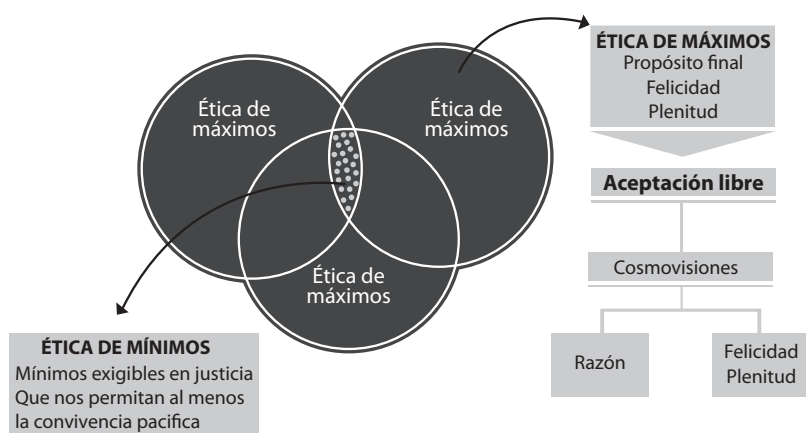 Ética de
máximos
Ética de
máximos
Ética de
máximos
ÉTICA DE MÍNIMOS
Mínimos exigibles en justicia
Que nos permitan al menos
la convivencia pacifica
ÉTICA DE MÁXIMOS
Propósito final
Felicidad
Plenitud
Aceptación libre
Cosmovisiones
Razón
Felicidad
Plenitud